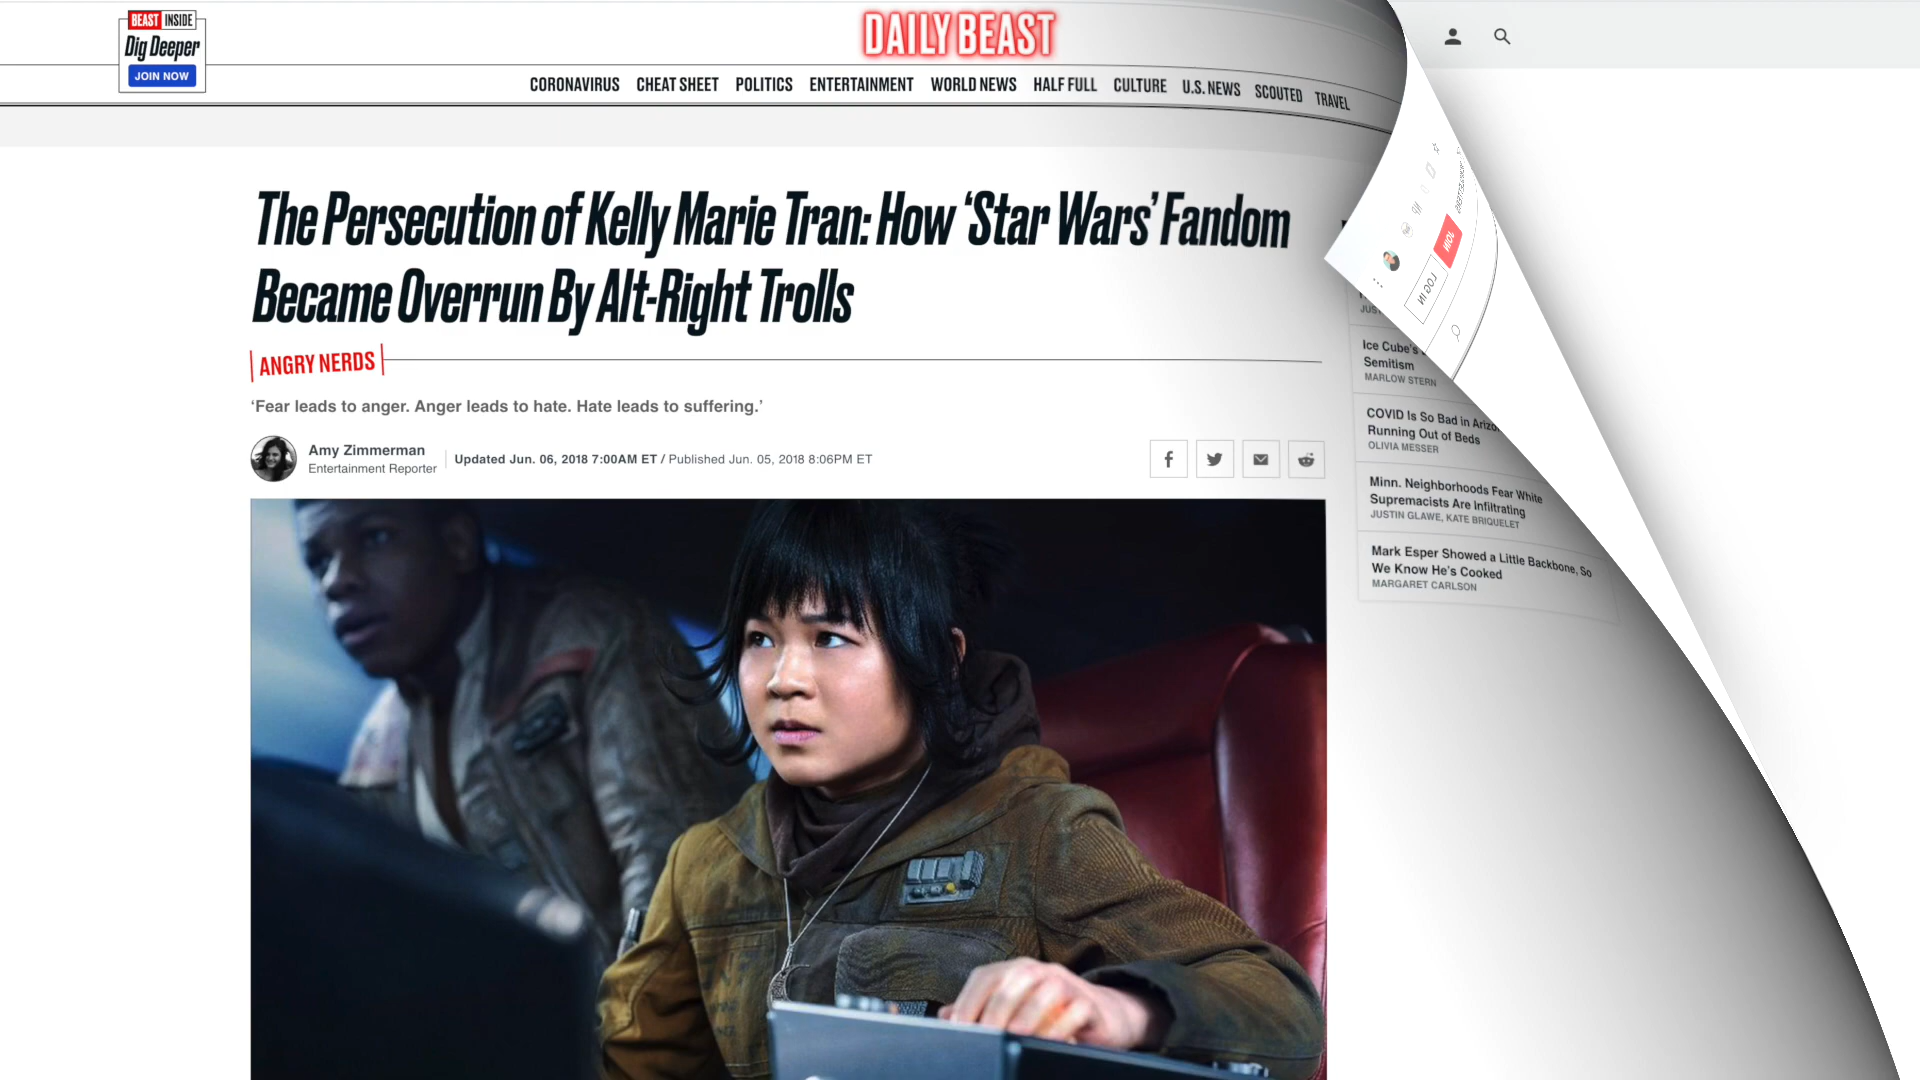 BEAST INSIDE
Dig Deeper
JOIN NOW
DAILY BEAST
CORONAVIRUS CHEAT SHEET POLITICS ENTERTAINMENT WORLD NEWS HALF FULL CULTURE U.S. NEWS SCOUTED TRAVEL
The Persecution of Kelly Marie Tran: How ‘Star Wars’ Fandom
Became Overrun By Alt-Right Trolls
ANGRY NERDS
‘Fear leads to anger. Anger leads to hate. Hate leads to suffering.’
Amy Zimmerman
Entertainment Reporter
Updated Jun. 06, 2018 7:00AM ET / Published Jun. 05, 2018 8:06PM ET
JOIN
LOG IN
Ice Cube's
Semitism
MARLOW STERN
COVID Is So Bad in
Running Out of Beds
OLIVIA MESSER
Minn. Neighborhoods Fear White
Supremacists Are Infiltrating
JUSTIN GLAWE, KATE BRIQUELET
Mark Esper Showed a Little Backbone, So
We Know He's Cooked
MARGARET CARLSON